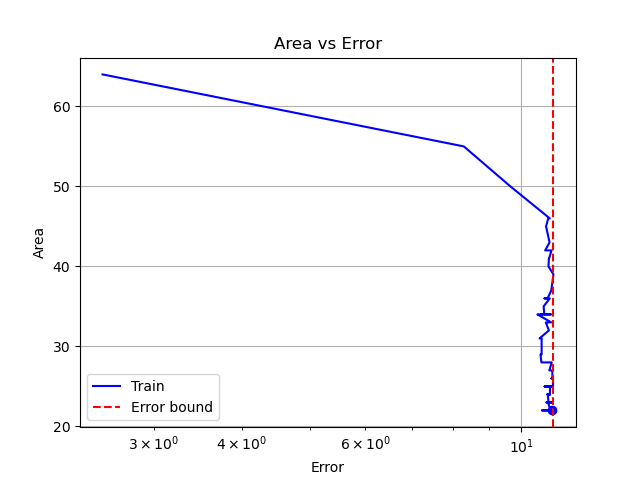 Area vs Error
Area
60
50
40
30
20
Train
Error bound
3 × 10⁰
4 × 10⁰
6 × 10⁰
10¹
Error